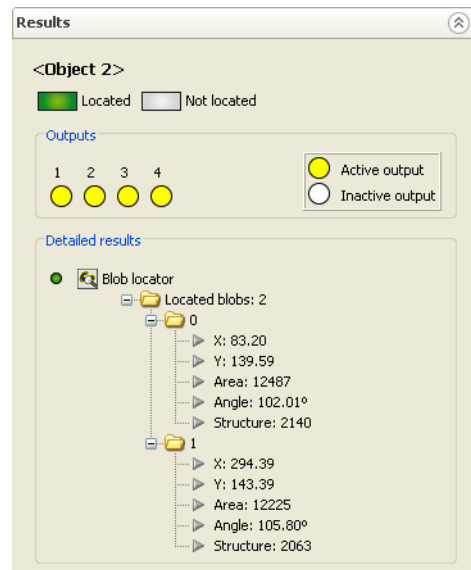 Results
<Object 2>
Located Not located
Outputs
1 2 3 4
Active output
Inactive output
Detailed results
Blob locator
Located blobs: 2
0
X: 83.20
Y: 139.59
Area: 12487
Angle: 102.01º
Structure: 2140
1
X: 294.39
Y: 143.39
Area: 12225
Angle: 105.80º
Structure: 2063